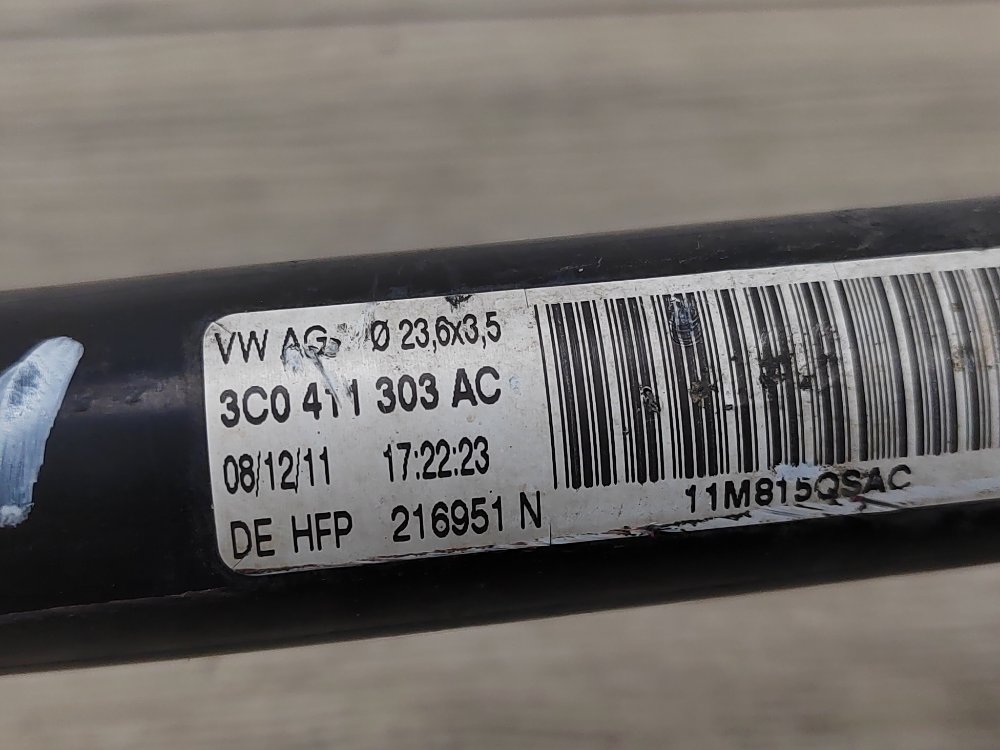 VW AG Ø 23,6x3,5
3C0 411 303 AC
08/12/11 17:22:23
DE HFP 216951 N
11M815QSAC